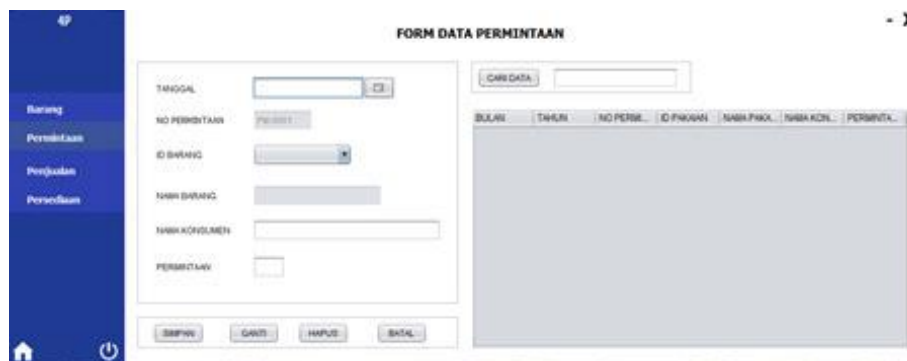 4P
FORM DATA PERMINTAAN
-
Barang
Permintaan
Penjualan
Persediaan
TANGGAL
NO PERMINTAAN
ID BARANG
NAMA BARANG
NAMA KONSUMEN
PERMINTAAN
SIMPAN GANTI HAPUS BATAL
CARI DATA
BULAN TAHUN NO PERMI... ID PAKAIAN NAMA PAKA... NAMA KON... PERMINTA...